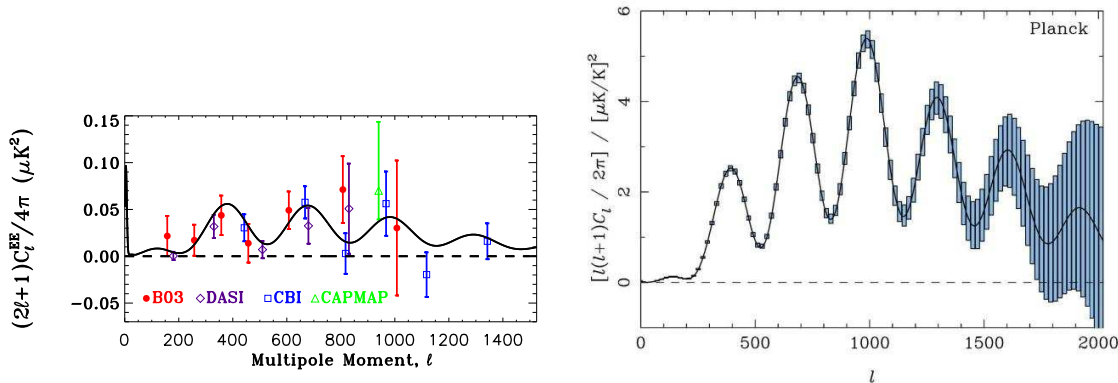 (2ℓ+1)C_ℓ^EE/4π (μK²)
0.15
0.10
0.05
0.00
−0.05
B03 DASI CBI CAPMAP
0 200 400 600 800 1000 1200 1400
Multipole Moment, ℓ
[l(l+1)C_l / 2π] / [μK/K]²
6
4
2
0
Planck
0 500 1000 1500 2000
l